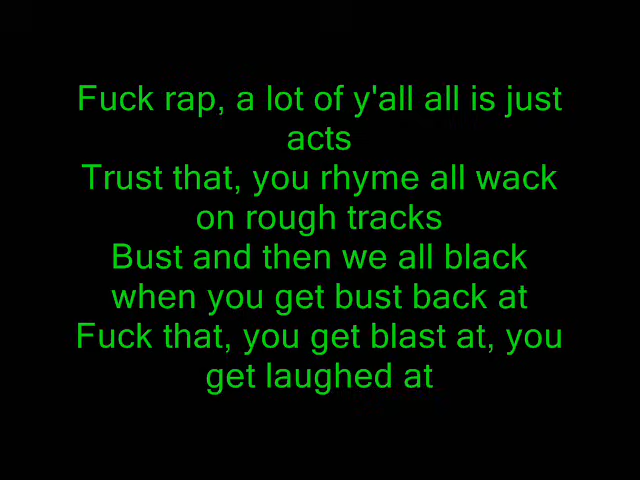 Fuck rap, a lot of y'all all is just
acts
Trust that, you rhyme all wack
on rough tracks
Bust and then we all black
when you get bust back at
Fuck that, you get blast at, you
get laughed at